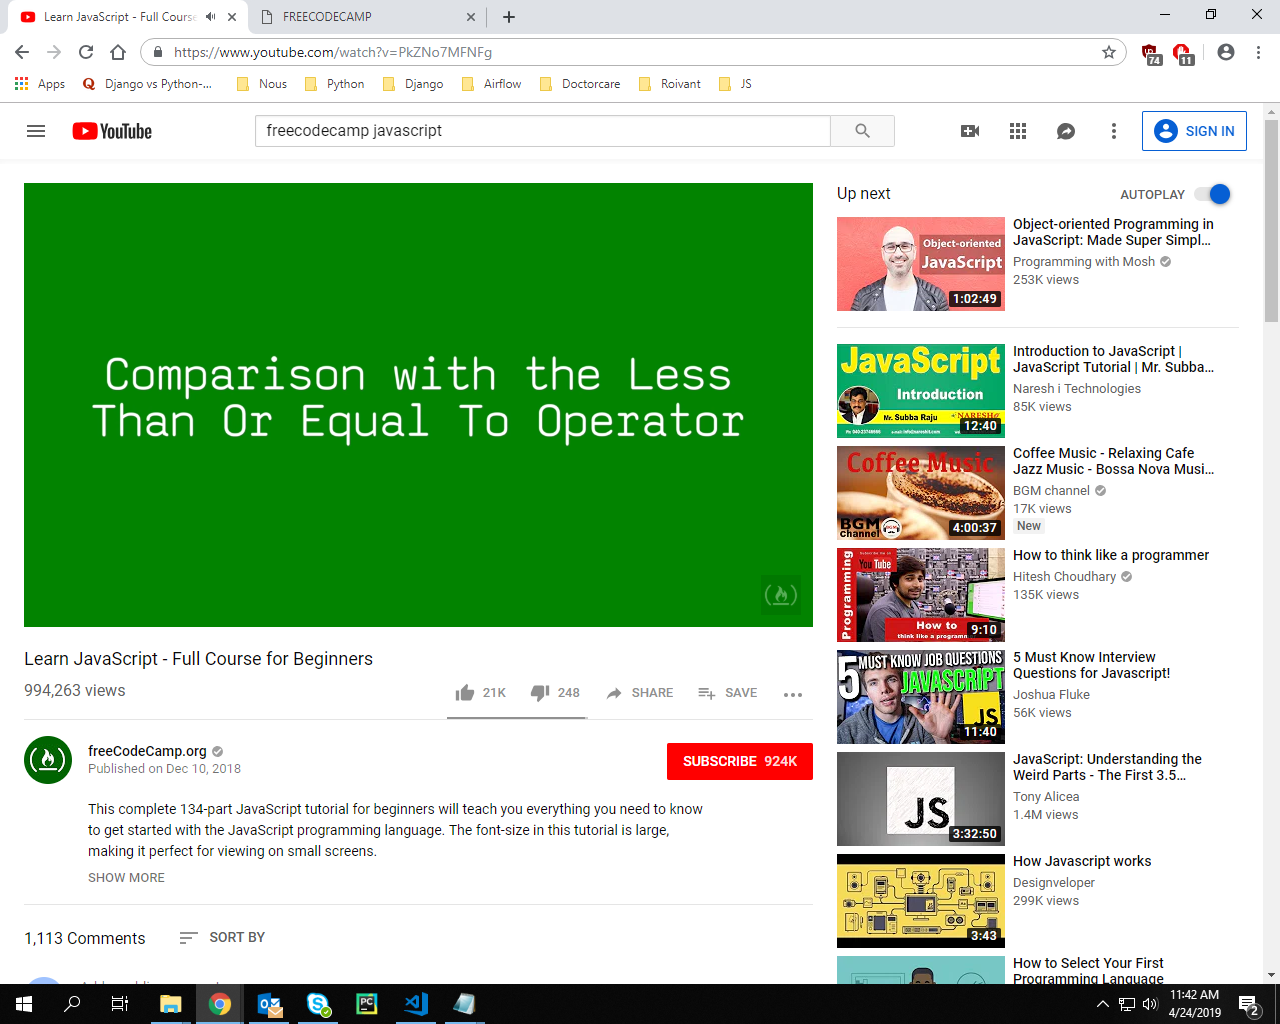 Learn JavaScript - Full Course
FREECODECAMP
https://www.youtube.com/watch?v=PkZNo7MFNFg
74
11
Apps
Django vs Python-...
Nous
Python
Django
Airflow
Doctorcare
Roivant
JS
YouTube
freecodecamp javascript
SIGN IN
Comparison with the Less
Than Or Equal To Operator
Learn JavaScript - Full Course for Beginners
994,263 views
21K
248
SHARE
SAVE
freeCodeCamp.org
Published on Dec 10, 2018
SUBSCRIBE 924K
This complete 134-part JavaScript tutorial for beginners will teach you everything you need to know
to get started with the JavaScript programming language. The font-size in this tutorial is large,
making it perfect for viewing on small screens.
SHOW MORE
1,113 Comments
SORT BY
Up next
AUTOPLAY
Object-oriented
JavaScript
1:02:49
Object-oriented Programming in
JavaScript: Made Super Simpl...
Programming with Mosh
253K views
JavaScript
Introduction
Mr. Subba Raju
NARESH
12:40
Introduction to JavaScript |
JavaScript Tutorial | Mr. Subba...
Naresh i Technologies
85K views
Coffee Music
BGM
channel
4:00:37
Coffee Music - Relaxing Cafe
Jazz Music - Bossa Nova Musi...
BGM channel
17K views
New
Programming
YouTube
How to
think like a programm
9:10
How to think like a programmer
Hitesh Choudhary
135K views
5 MUST KNOW JOB QUESTIONS
JAVASCRIPT
JS
11:40
5 Must Know Interview
Questions for Javascript!
Joshua Fluke
56K views
JS
3:32:50
JavaScript: Understanding the
Weird Parts - The First 3.5...
Tony Alicea
1.4M views
3:43
How Javascript works
Designveloper
299K views
How to Select Your First
Programming Language
11:42 AM
4/24/2019
2